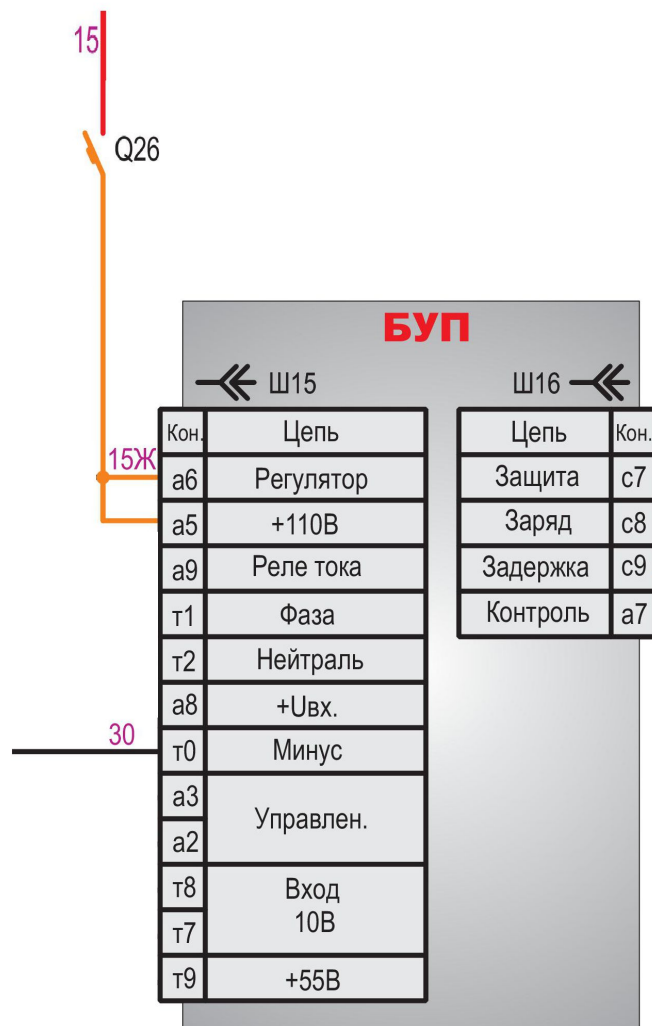 15
Q26
БУП
Ш15
Ш16
Кон. Цепь
Цепь Кон.
15Ж
а6 Регулятор
Защита с7
а5 +110В
Заряд с8
а9 Реле тока
Задержка с9
т1 Фаза
Контроль а7
т2 Нейтраль
а8 +Uвх.
30
т0 Минус
а3
Управлен.
а2
т8
Вход
10В
т7
т9 +55В